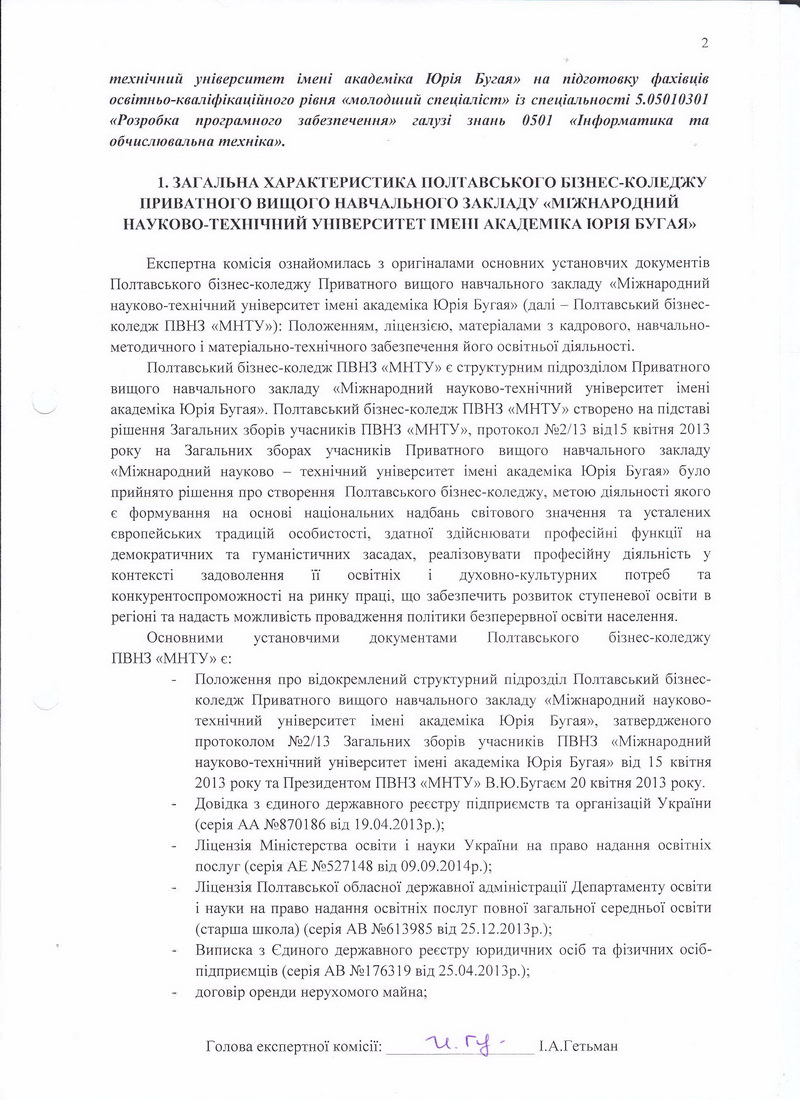 2
технічний університет імені академіка Юрія Бугая» на підготовку фахівців
освітньо-кваліфікаційного рівня «молодший спеціаліст» із спеціальності 5.05010301
«Розробка програмного забезпечення» галузі знань 0501 «Інформатика та
обчислювальна техніка».
1. ЗАГАЛЬНА ХАРАКТЕРИСТИКА ПОЛТАВСЬКОГО БІЗНЕС-КОЛЕДЖУ
ПРИВАТНОГО ВИЩОГО НАВЧАЛЬНОГО ЗАКЛАДУ «МІЖНАРОДНИЙ
НАУКОВО-ТЕХНІЧНИЙ УНІВЕРСИТЕТ ІМЕНІ АКАДЕМІКА ЮРІЯ БУГАЯ»
Експертна комісія ознайомилась з оригіналами основних установчих документів
Полтавського бізнес-коледжу Приватного вищого навчального закладу «Міжнародний
науково-технічний університет імені академіка Юрія Бугая» (далі – Полтавський бізнес-
коледж ПВНЗ «МНТУ»): Положенням, ліцензією, матеріалами з кадрового, навчально-
методичного і матеріально-технічного забезпечення його освітньої діяльності.
Полтавський бізнес-коледж ПВНЗ «МНТУ» є структурним підрозділом Приватного
вищого навчального закладу «Міжнародний науково-технічний університет імені
академіка Юрія Бугая». Полтавський бізнес-коледж ПВНЗ «МНТУ» створено на підставі
рішення Загальних зборів учасників ПВНЗ «МНТУ», протокол №2/13 від15 квітня 2013
року на Загальних зборах учасників Приватного вищого навчального закладу
«Міжнародний науково – технічний університет імені академіка Юрія Бугая» було
прийнято рішення про створення Полтавського бізнес-коледжу, метою діяльності якого
є формування на основі національних надбань світового значення та усталених
європейських традицій особистості, здатної здійснювати професійні функції на
демократичних та гуманістичних засадах, реалізовувати професійну діяльність у
контексті задоволення її освітніх і духовно-культурних потреб та
конкурентоспроможності на ринку праці, що забезпечить розвиток ступеневої освіти в
регіоні та надасть можливість провадження політики безперервної освіти населення.
Основними установчими документами Полтавського бізнес-коледжу
ПВНЗ «МНТУ» є:
- Положення про відокремлений структурний підрозділ Полтавський бізнес-
коледж Приватного вищого навчального закладу «Міжнародний науково-
технічний університет імені академіка Юрія Бугая», затвердженого
протоколом №2/13 Загальних зборів учасників ПВНЗ «Міжнародний
науково-технічний університет імені академіка Юрія Бугая» від 15 квітня
2013 року та Президентом ПВНЗ «МНТУ» В.Ю.Бугаєм 20 квітня 2013 року.
- Довідка з єдиного державного реєстру підприємств та організацій України
(серія АА №870186 від 19.04.2013р.);
- Ліцензія Міністерства освіти і науки України на право надання освітніх
послуг (серія АЕ №527148 від 09.09.2014р.);
- Ліцензія Полтавської обласної державної адміністрації Департаменту освіти
і науки на право надання освітніх послуг повної загальної середньої освіти
(старша школа) (серія АВ №613985 від 25.12.2013р.);
- Виписка з Єдиного державного реєстру юридичних осіб та фізичних осіб-
підприємців (серія АВ №176319 від 25.04.2013р.);
- договір оренди нерухомого майна;
Голова експертної комісії: І.А.Гетьман